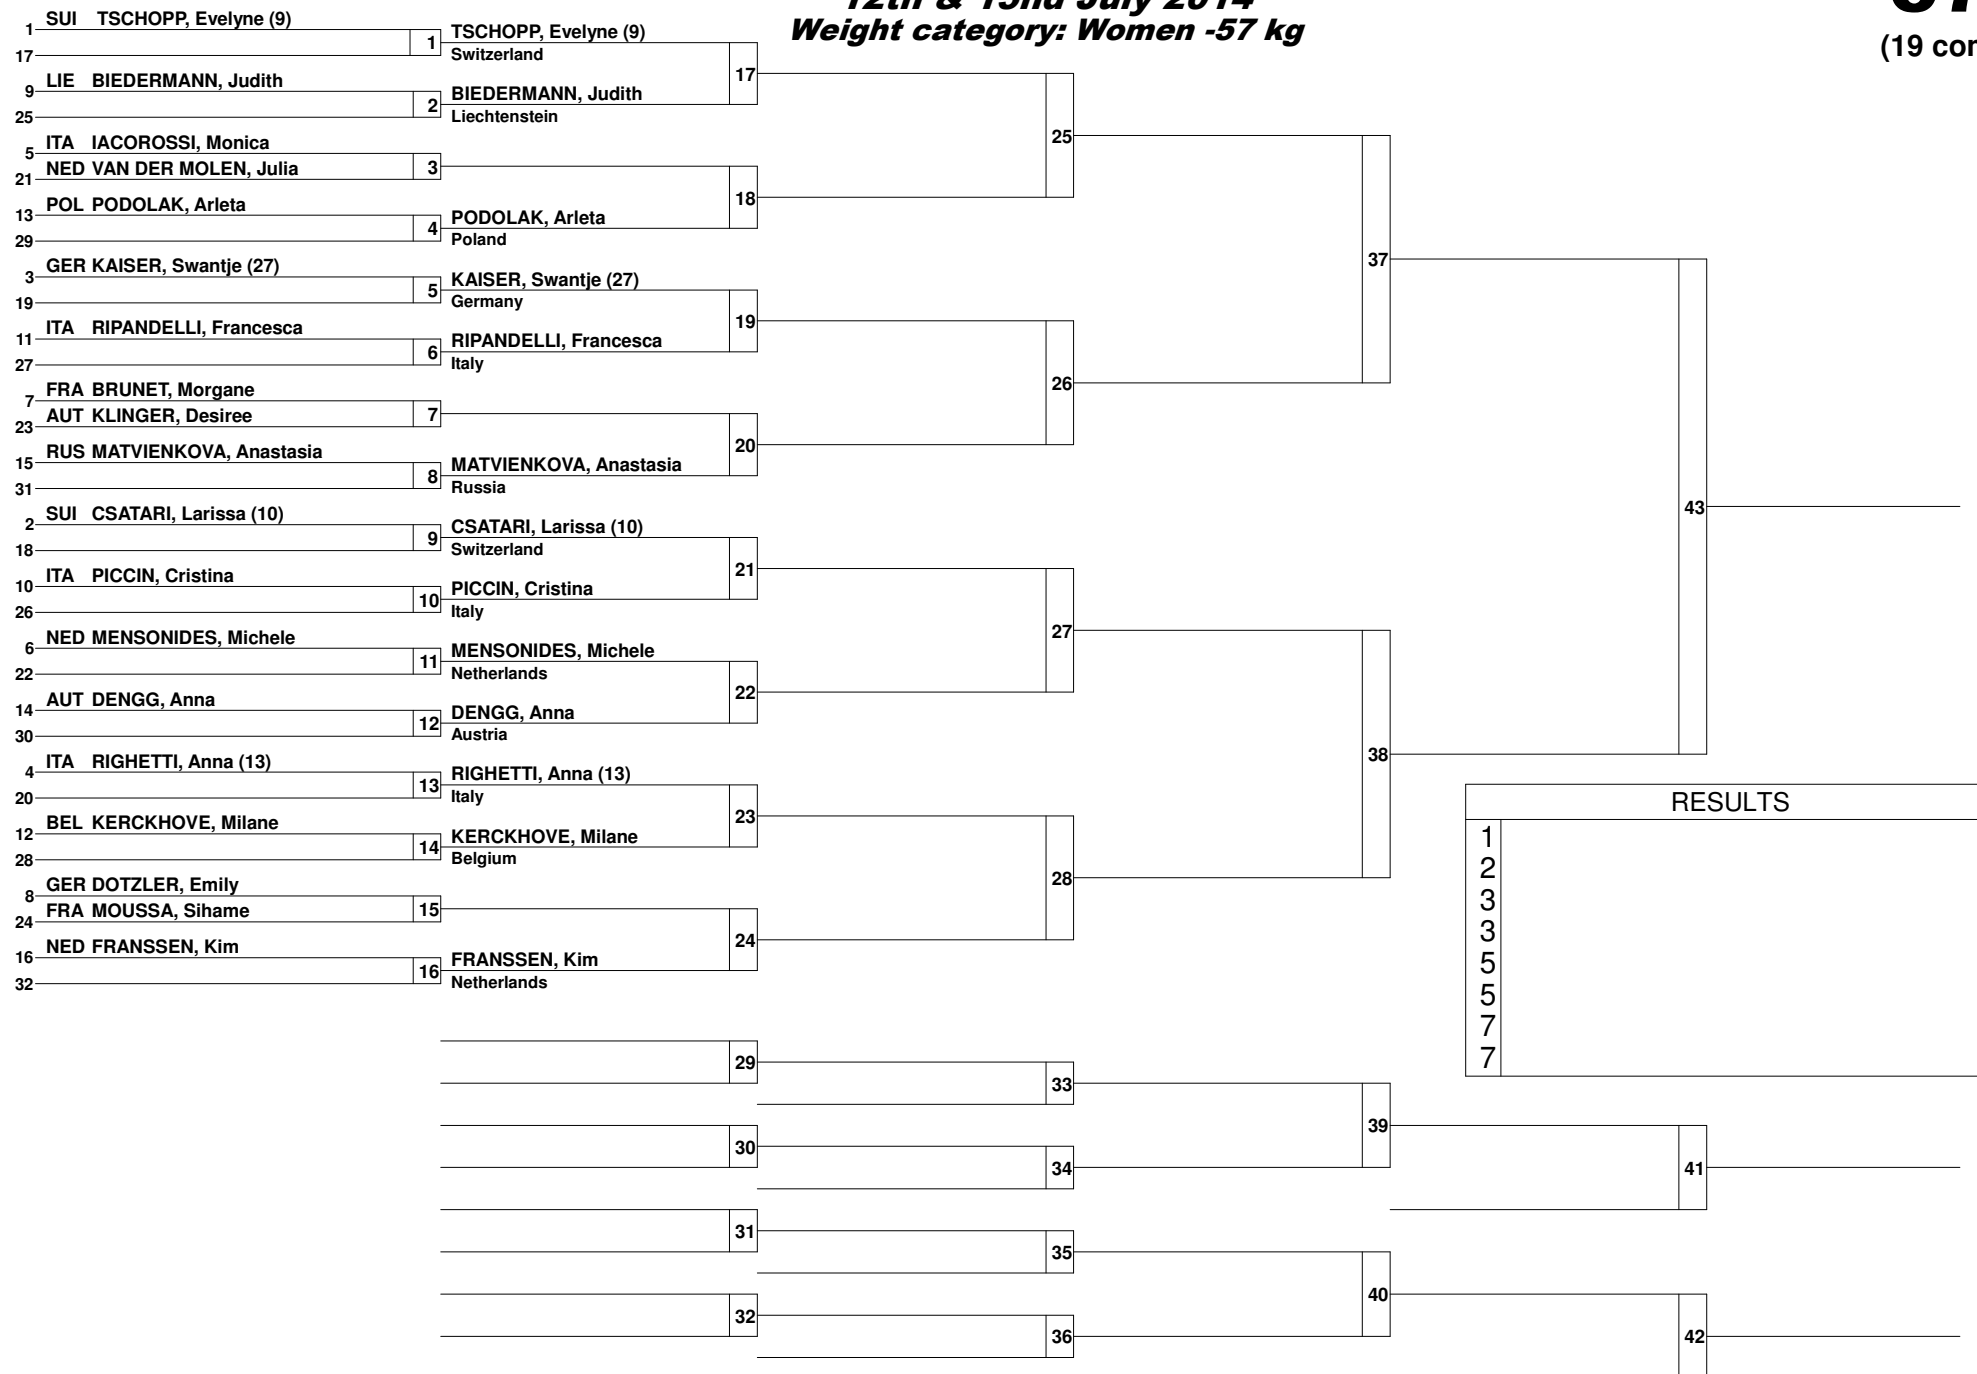 12th & 13nd July 2014
Weight category: Women -57 kg
(19 con
1 SUI TSCHOPP, Evelyne (9)
17
1 TSCHOPP, Evelyne (9)
Switzerland
9 LIE BIEDERMANN, Judith
25
2 BIEDERMANN, Judith
Liechtenstein
17
5 ITA IACOROSSI, Monica
21 NED VAN DER MOLEN, Julia
3
13 POL PODOLAK, Arleta
29
4 PODOLAK, Arleta
Poland
18
25
3 GER KAISER, Swantje (27)
19
5 KAISER, Swantje (27)
Germany
11 ITA RIPANDELLI, Francesca
27
6 RIPANDELLI, Francesca
Italy
19
7 FRA BRUNET, Morgane
23 AUT KLINGER, Desiree
7
15 RUS MATVIENKOVA, Anastasia
31
8 MATVIENKOVA, Anastasia
Russia
20
26
37
2 SUI CSATARI, Larissa (10)
18
9 CSATARI, Larissa (10)
Switzerland
10 ITA PICCIN, Cristina
26
10 PICCIN, Cristina
Italy
21
6 NED MENSONIDES, Michele
22
11 MENSONIDES, Michele
Netherlands
14 AUT DENGG, Anna
30
12 DENGG, Anna
Austria
22
27
4 ITA RIGHETTI, Anna (13)
20
13 RIGHETTI, Anna (13)
Italy
12 BEL KERCKHOVE, Milane
28
14 KERCKHOVE, Milane
Belgium
23
8 GER DOTZLER, Emily
24 FRA MOUSSA, Sihame
15
16 NED FRANSSEN, Kim
32
16 FRANSSEN, Kim
Netherlands
24
28
38
43
RESULTS
1
2
3
3
5
5
7
7
29
33
30
34
39
41
31
35
32
36
40
42